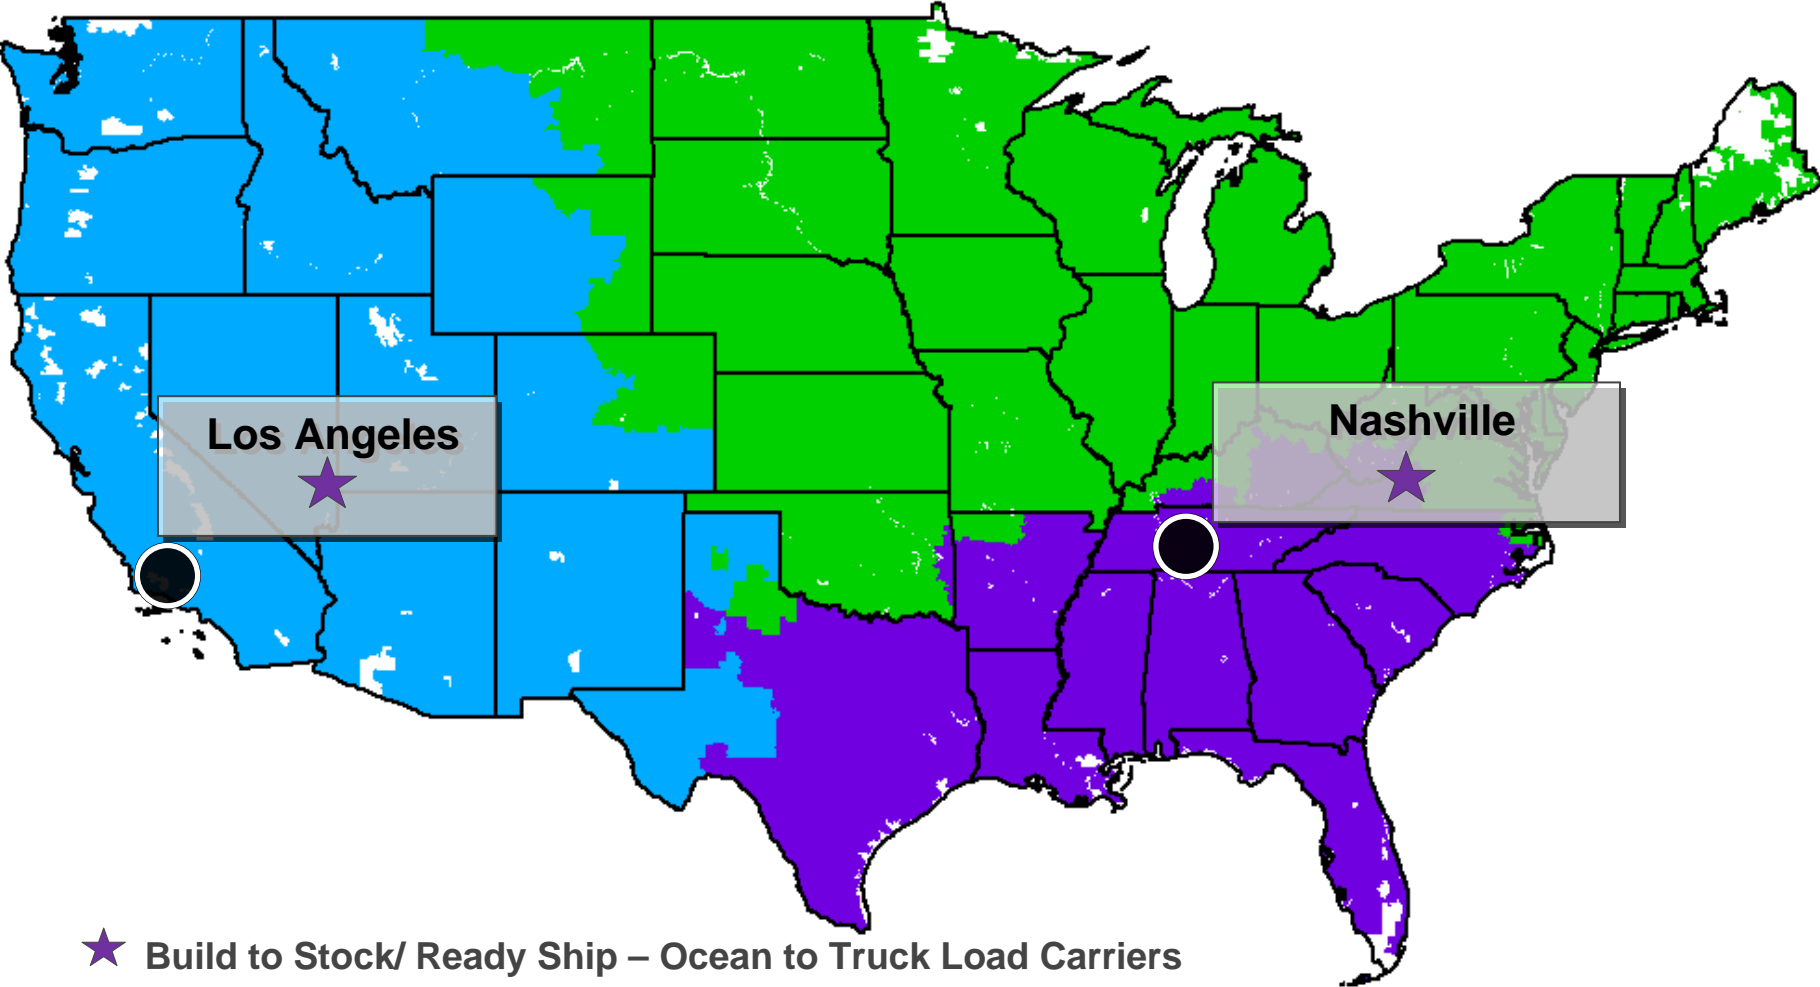 Los Angeles
Nashville
Build to Stock/ Ready Ship – Ocean to Truck Load Carriers